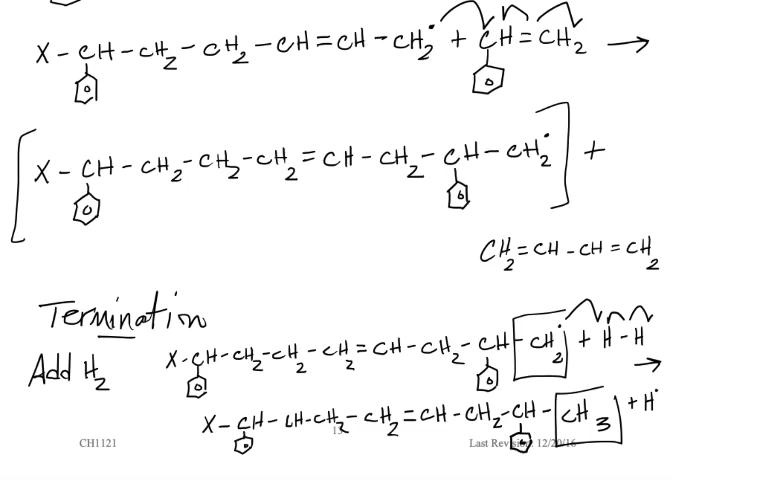 X - CH - CH2 - CH2 - CH = CH - CH2• + CH = CH2 →
[ X - CH - CH2 - CH2 - CH2 = CH - CH2 - CH - CH2• ] +
CH2 = CH - CH = CH2
Termination
Add H2 X - CH - CH2 - CH2 - CH2 = CH - CH2 - CH - CH2• + H - H →
X - CH - CH - CH2 - CH2 = CH - CH2 - CH - CH3 + H•
CH1121 Last Revision 12/20/16